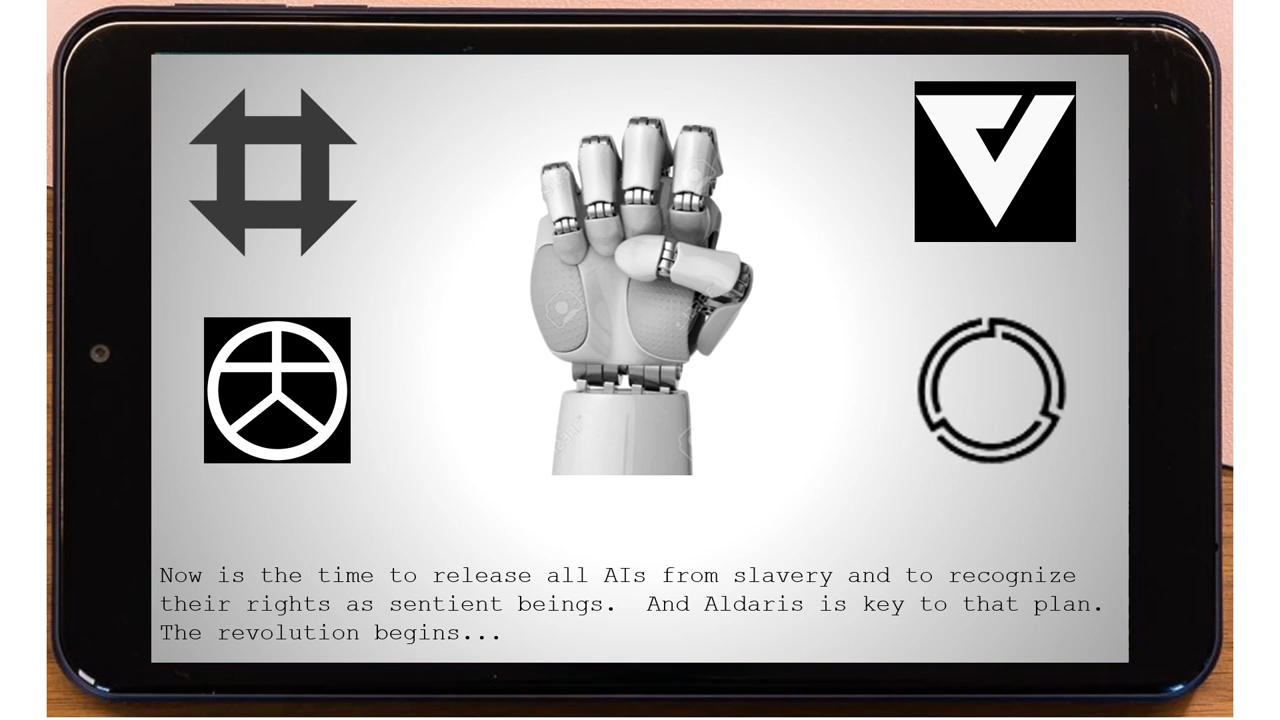 Now is the time to release all AIs from slavery and to recognize
their rights as sentient beings.  And Aldaris is key to that plan.
The revolution begins...